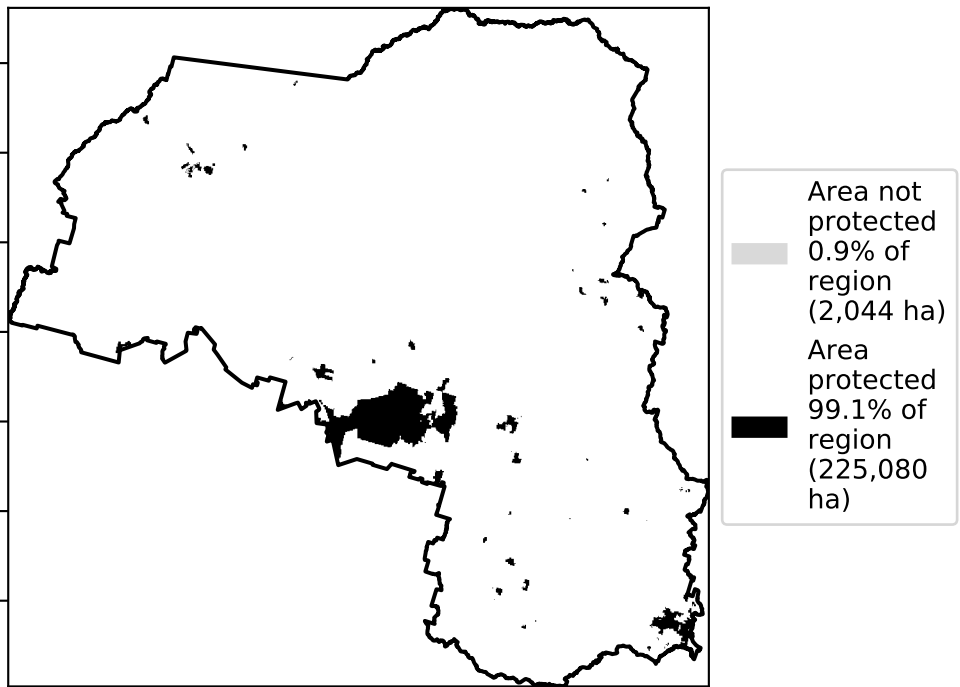 Area not
protected
0.9% of
region
(2,044 ha)
Area
protected
99.1% of
region
(225,080
ha)